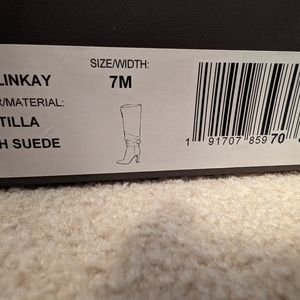 LINKAY
SIZE/WIDTH:
7M
R/MATERIAL:
TILLA
H SUEDE
1 91707 859 70